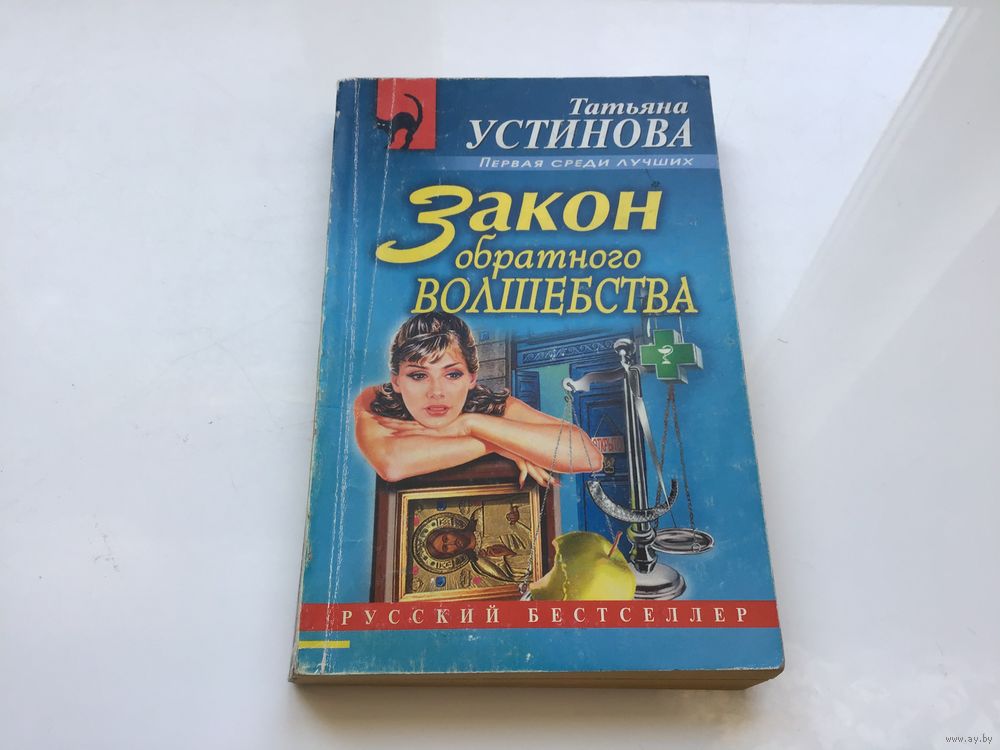 Татьяна
УСТИНОВА
Первая среди лучших
Закон
обратного
ВОЛШЕБСТВА
РУССКИЙ БЕСТСЕЛЛЕР
www.ay.by